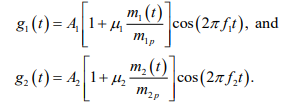 g₁(t) = A₁[1 + μ₁ m₁(t)/m₁ₚ] cos(2πf₁t), and
g₂(t) = A₂[1 + μ₂ m₂(t)/m₂ₚ] cos(2πf₂t).